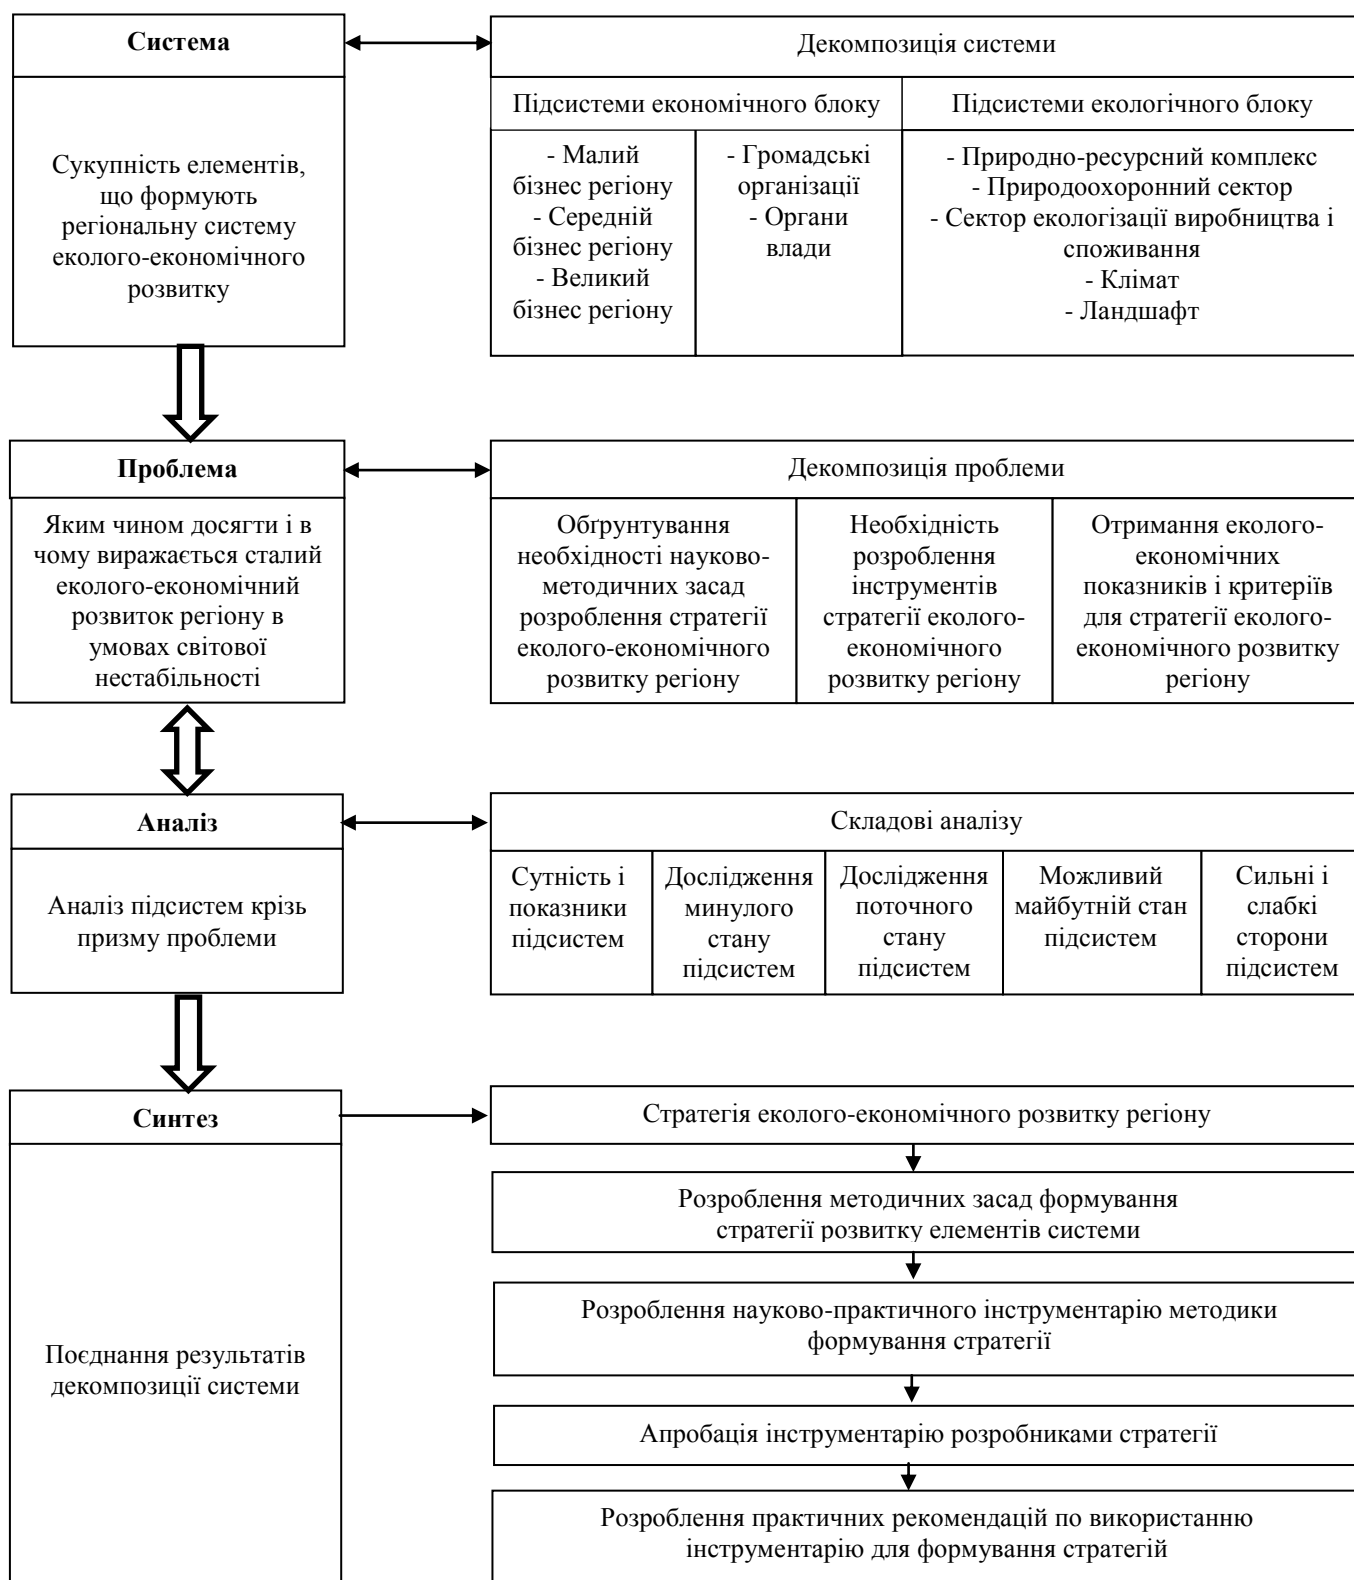 Система
Декомпозиція системи
Сукупність елементів,
що формують
регіональну систему
еколого-економічного
розвитку
Підсистеми економічного блоку
Підсистеми екологічного блоку
- Малий
бізнес регіону
- Середній
бізнес регіону
- Великий
бізнес регіону
- Громадські
організації
- Органи
влади
- Природно-ресурсний комплекс
- Природоохоронний сектор
- Сектор екологізації виробництва і
споживання
- Клімат
- Ландшафт
Проблема
Декомпозиція проблеми
Яким чином досягти і в
чому виражається сталий
еколого-економічний
розвиток регіону в
умовах світової
нестабільності
Обґрунтування
необхідності науково-
методичних засад
розроблення стратегії
еколого-економічного
розвитку регіону
Необхідність
розроблення
інструментів
стратегії еколого-
економічного
розвитку регіону
Отримання еколого-
економічних
показників і критеріїв
для стратегії еколого-
економічного розвитку
регіону
Аналіз
Складові аналізу
Аналіз підсистем крізь
призму проблеми
Сутність і
показники
підсистем
Дослідження
минулого
стану
підсистем
Дослідження
поточного
стану
підсистем
Можливий
майбутній стан
підсистем
Сильні і
слабкі
сторони
підсистем
Синтез
Стратегія еколого-економічного розвитку регіону
Поєднання результатів
декомпозиції системи
Розроблення методичних засад формування
стратегії розвитку елементів системи
Розроблення науково-практичного інструментарію методики
формування стратегії
Апробація інструментарію розробниками стратегії
Розроблення практичних рекомендацій по використанню
інструментарію для формування стратегій